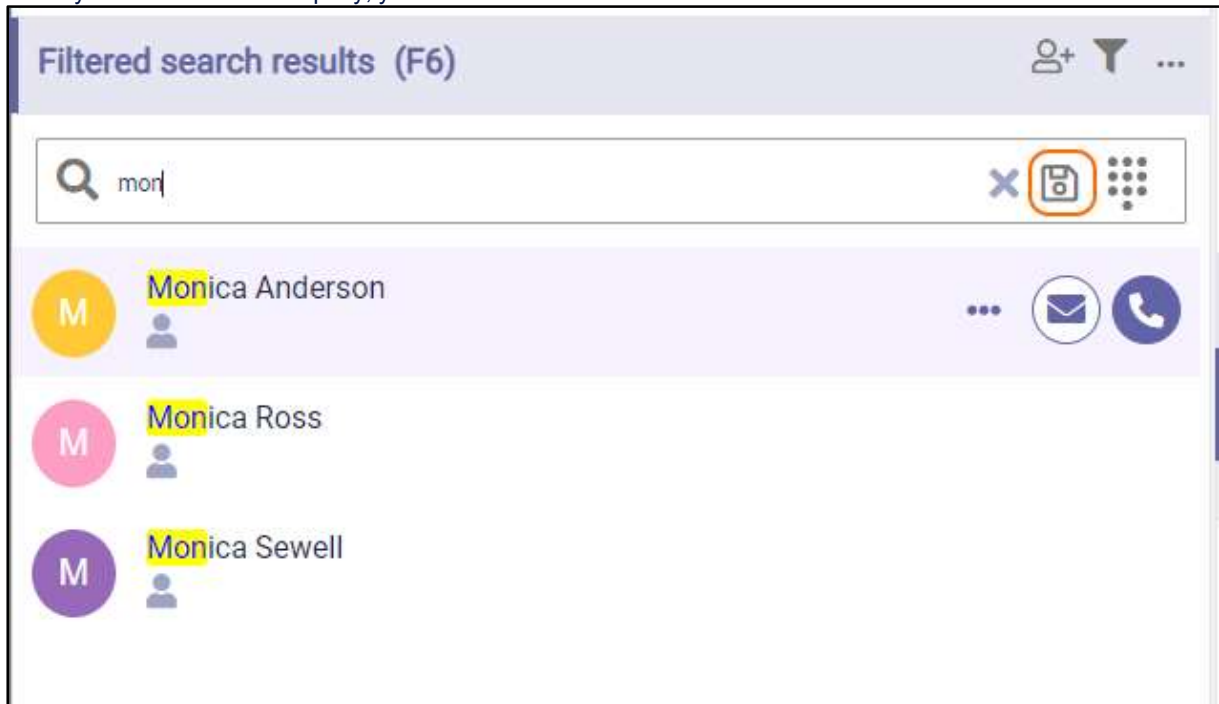 Filtered search results (F6)
mon
M
Monica Anderson
M
Monica Ross
M
Monica Sewell